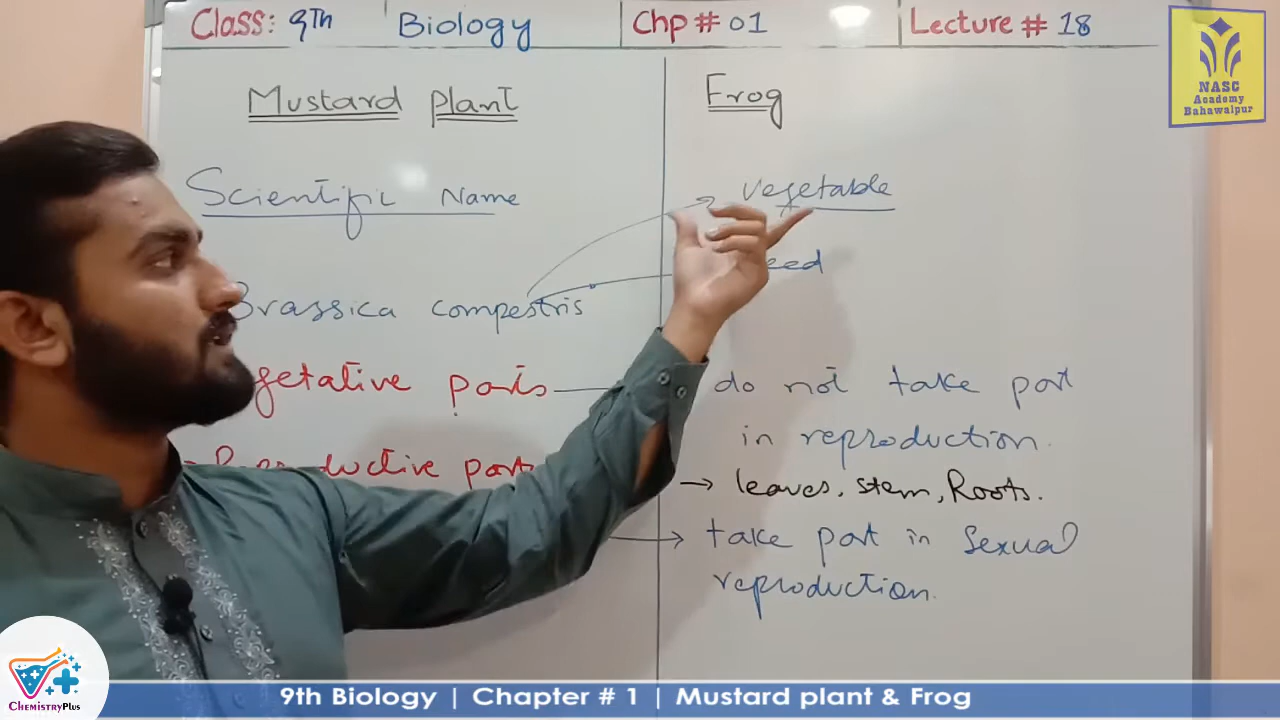 Class: 9Th Biology Chp # 01 Lecture # 18
NASC
Academy
Bahawalpur
Mustard plant
Frog
Scientific Name
vegetable
Brassica compestris
parts
do not take part
in reproduction.
parts
leaves, stem, Roots.
take part in Sexual
reproduction.
CHEMISTRYPLUS
9th Biology | Chapter # 1 | Mustard plant & Frog